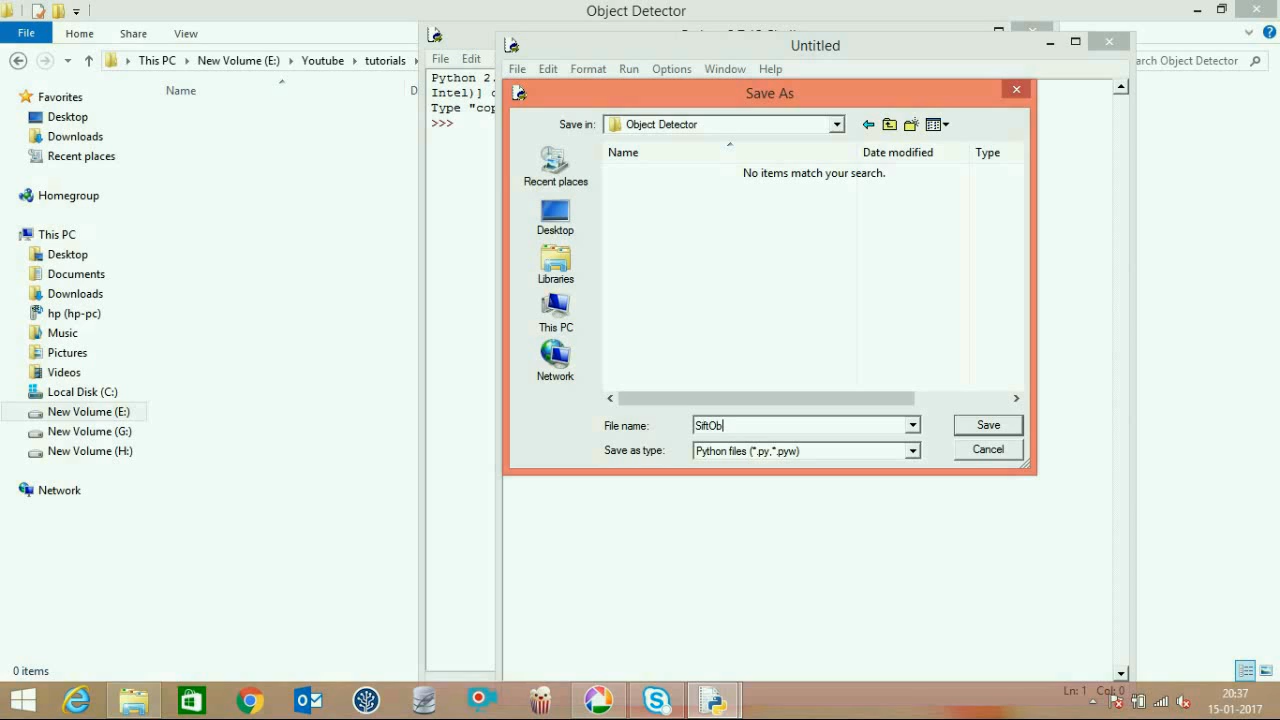 Object Detector
File Home Share View
This PC New Volume (E:) Youtube tutorials
arch Object Detector
Name
Favorites
Desktop
Downloads
Recent places
Homegroup
This PC
Desktop
Documents
Downloads
hp (hp-pc)
Music
Pictures
Videos
Local Disk (C:)
New Volume (E:)
New Volume (G:)
New Volume (H:)
Network
0 items
File Edit
Python 2.
Intel)]
Type "cop
>>>
Untitled
File Edit Format Run Options Window Help
Save As
Save in: Object Detector
Name Date modified Type
No items match your search.
Recent places
Desktop
Libraries
This PC
Network
File name: SiftOb
Save
Save as type: Python files (*.py,*.pyw)
Cancel
Ln: 1 Col: 0
20:37
15-01-2017